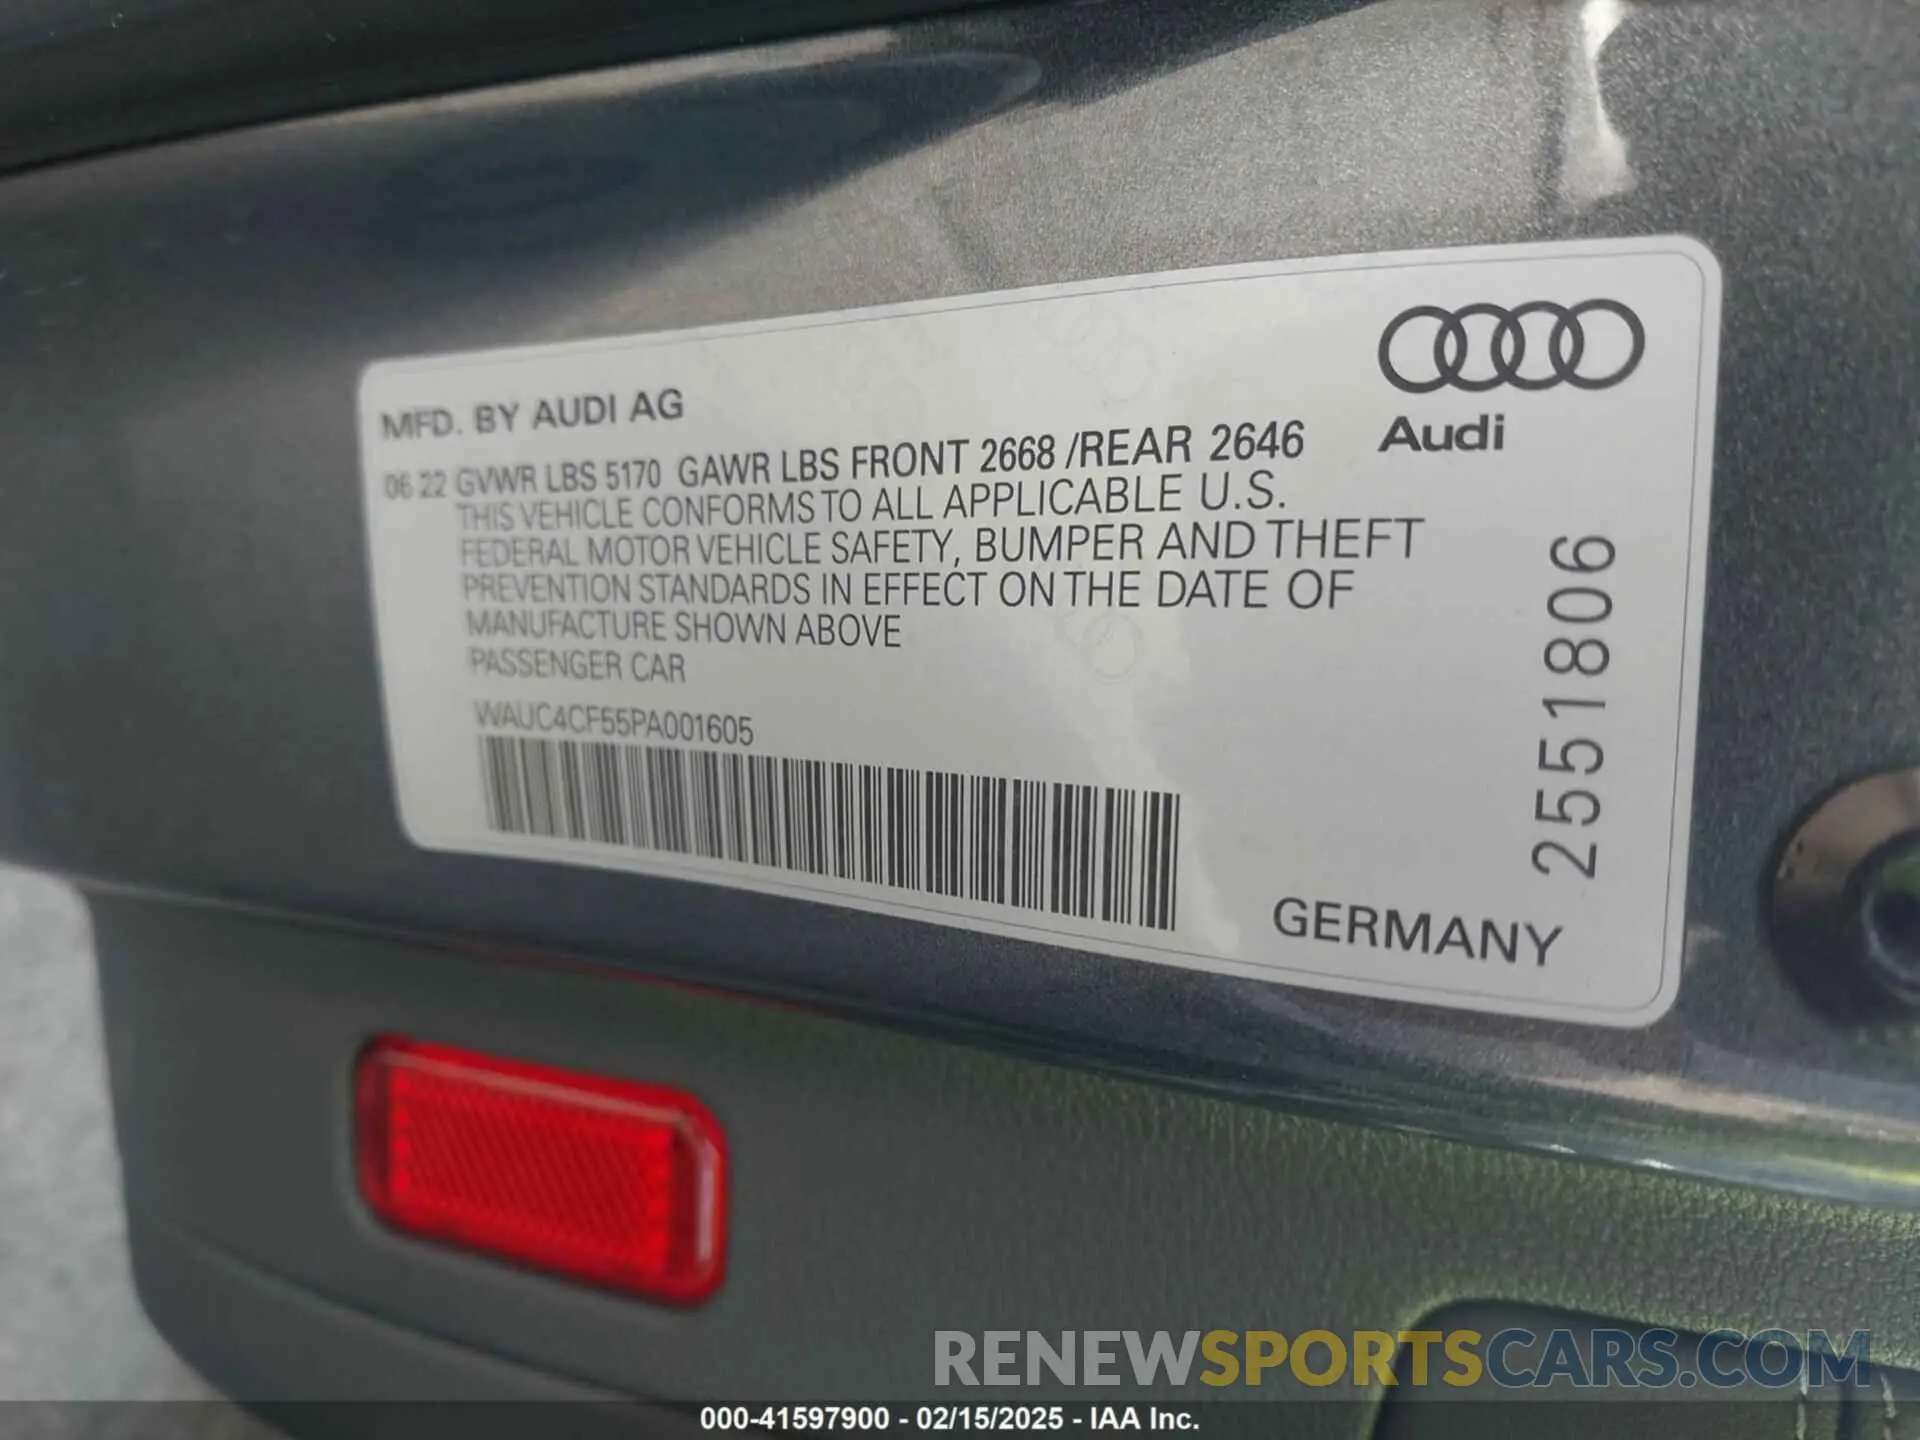 MFD. BY AUDI AG
06 22 GVWR LBS 5170 GAWR LBS FRONT 2668 /REAR 2646
THIS VEHICLE CONFORMS TO ALL APPLICABLE U.S.
FEDERAL MOTOR VEHICLE SAFETY, BUMPER AND THEFT
PREVENTION STANDARDS IN EFFECT ON THE DATE OF
MANUFACTURE SHOWN ABOVE
PASSENGER CAR
WAUC4CF55PA001605
Audi
2551806
GERMANY
RENEWSPORTSCARS.COM
000-41597900 - 02/15/2025 - IAA Inc.